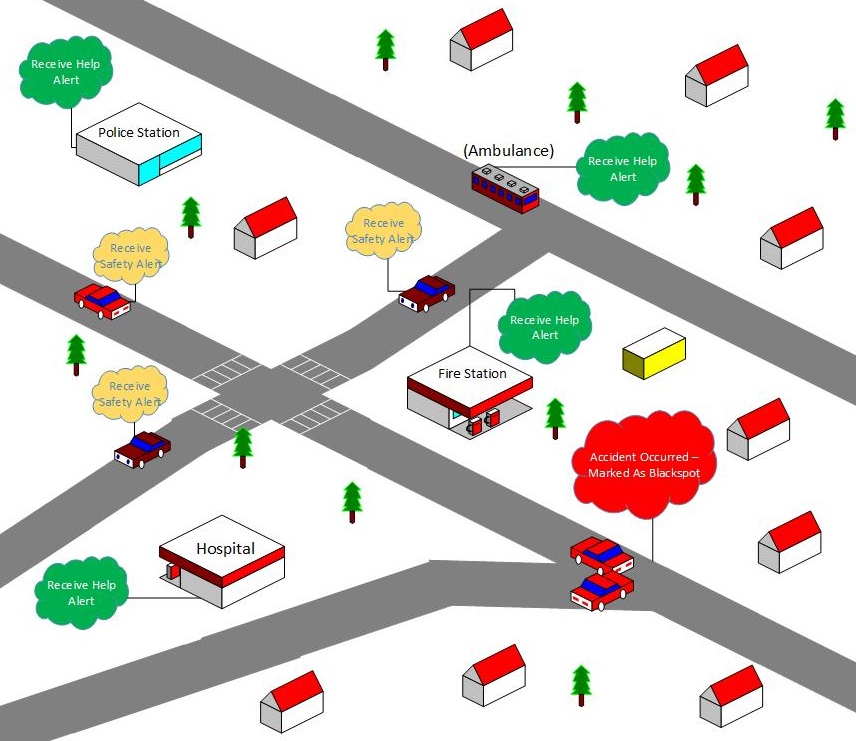 Receive Help
Alert
Police Station
(Ambulance)
Receive Help
Alert
Receive
Safety Alert
Receive
Safety Alert
Receive Help
Alert
Fire Station
Receive
Safety Alert
Accident Occurred –
Marked As Blackspot
Hospital
Receive Help
Alert